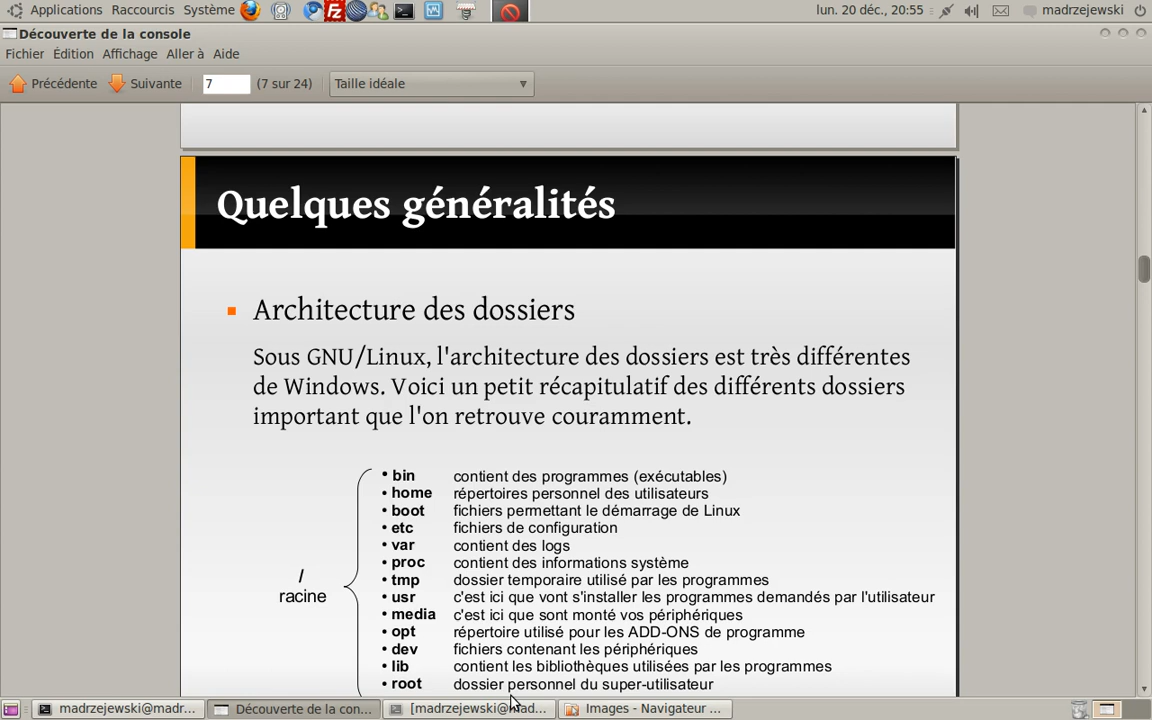 Applications Raccourcis Système lun. 20 déc., 20:55 madrzejewski
Découverte de la console
Fichier Édition Affichage Aller à Aide
Précédente Suivante 7 (7 sur 24) Taille idéale
Quelques généralités
Architecture des dossiers
Sous GNU/Linux, l'architecture des dossiers est très différentes
de Windows. Voici un petit récapitulatif des différents dossiers
important que l'on retrouve couramment.
/
racine
• bin contient des programmes (exécutables)
• home répertoires personnel des utilisateurs
• boot fichiers permettant le démarrage de Linux
• etc fichiers de configuration
• var contient des logs
• proc contient des informations système
• tmp dossier temporaire utilisé par les programmes
• usr c'est ici que vont s'installer les programmes demandés par l'utilisateur
• media c'est ici que sont monté vos périphériques
• opt répertoire utilisé pour les ADD-ONS de programme
• dev fichiers contenant les périphériques
• lib contient les bibliothèques utilisées par les programmes
• root dossier personnel du super-utilisateur
madrzejewski@madr... Découverte de la con... [madrzejewski@mad... Images - Navigateur ...